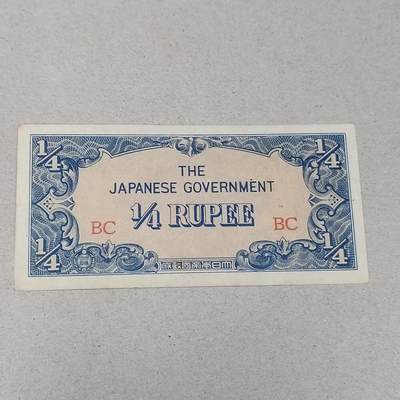 1/4 1/4
THE
JAPANESE GOVERNMENT
BC 1/4 RUPEE BC
1/4 1/4